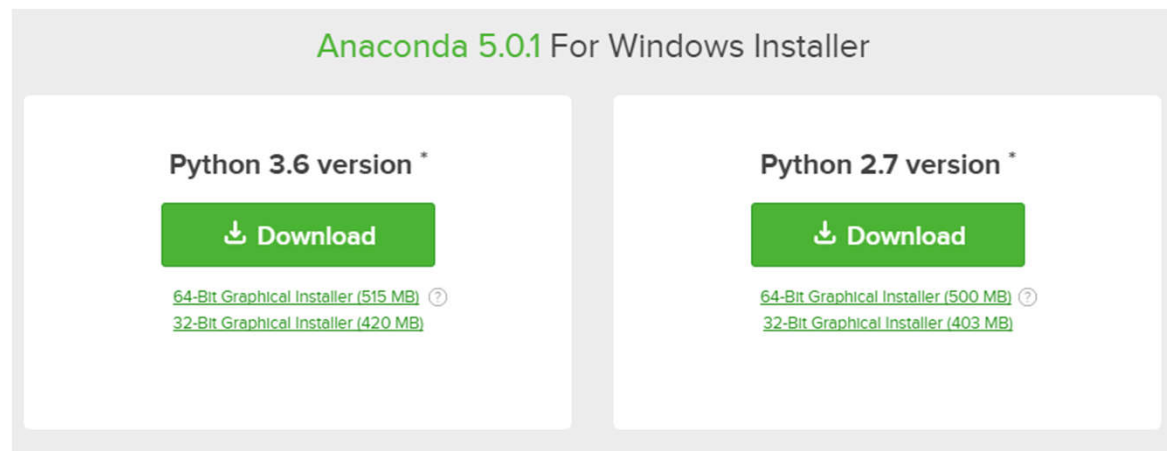 Anaconda 5.0.1 For Windows Installer
Python 3.6 version *
Download
64-Bit Graphical Installer (515 MB) ?
32-Bit Graphical Installer (420 MB)
Python 2.7 version *
Download
64-Bit Graphical Installer (500 MB) ?
32-Bit Graphical Installer (403 MB)